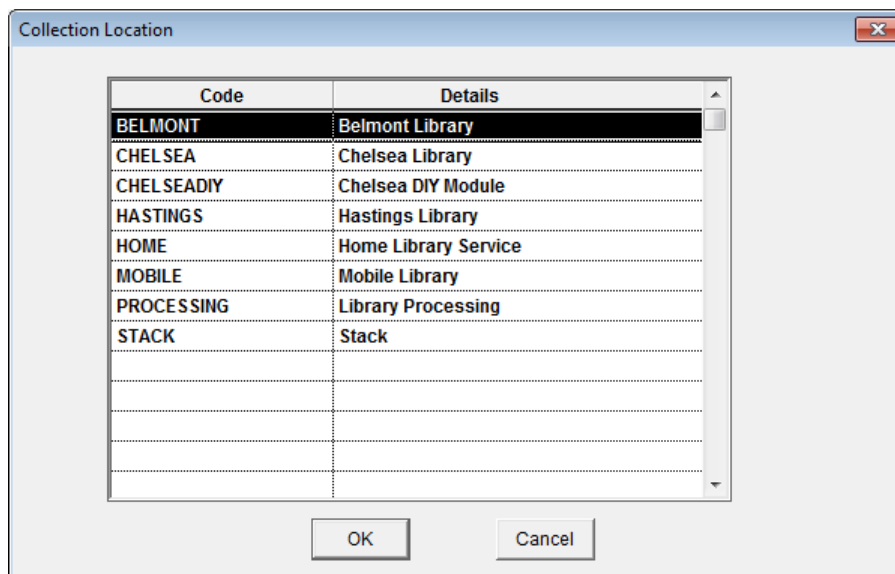 Collection Location
Code Details
BELMONT Belmont Library
CHELSEA Chelsea Library
CHELSEADIY Chelsea DIY Module
HASTINGS Hastings Library
HOME Home Library Service
MOBILE Mobile Library
PROCESSING Library Processing
STACK Stack
OK Cancel